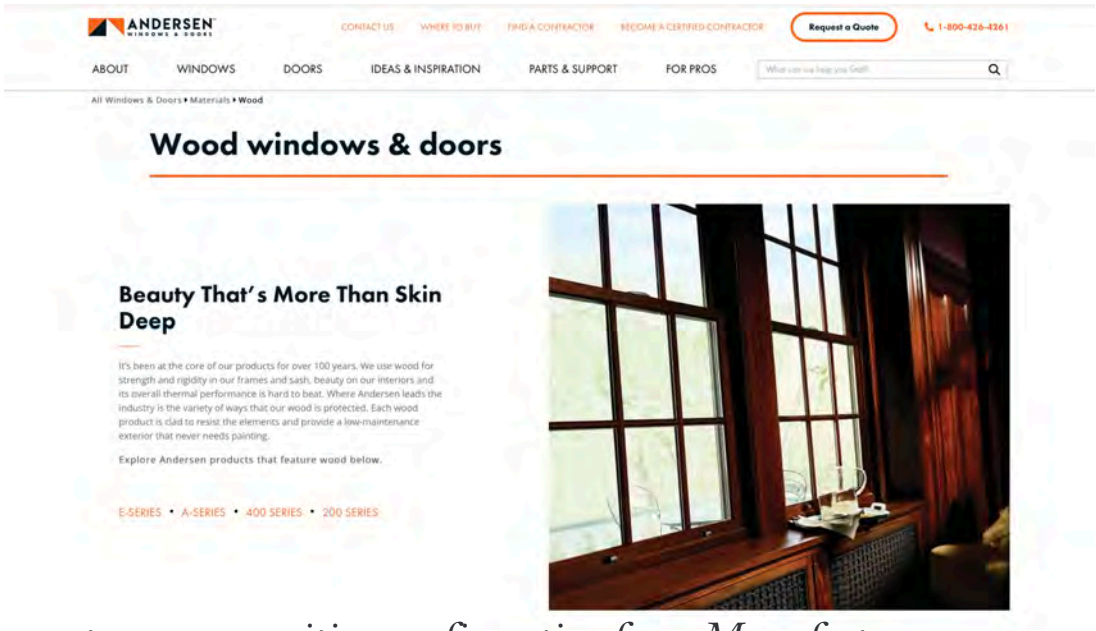 ANDERSEN
WINDOWS & DOORS
CONTACT US WHERE TO BUY FIND A CONTRACTOR BECOME A CERTIFIED CONTRACTOR Request a Quote 1-800-426-4261
ABOUT WINDOWS DOORS IDEAS & INSPIRATION PARTS & SUPPORT FOR PROS What can we help you find?
All Windows & Doors Materials Wood
Wood windows & doors
Beauty That's More Than Skin
Deep
It's been at the core of our products for over 100 years. We use wood for
strength and rigidity in our frames and sash, beauty on our interiors and
its overall thermal performance is hard to beat. Where Andersen leads the
industry is the variety of ways that our wood is protected. Each wood
product is clad to resist the elements and provide a low-maintenance
exterior that never needs painting.
Explore Andersen products that feature wood below.
E-SERIES • A-SERIES • 400 SERIES • 200 SERIES